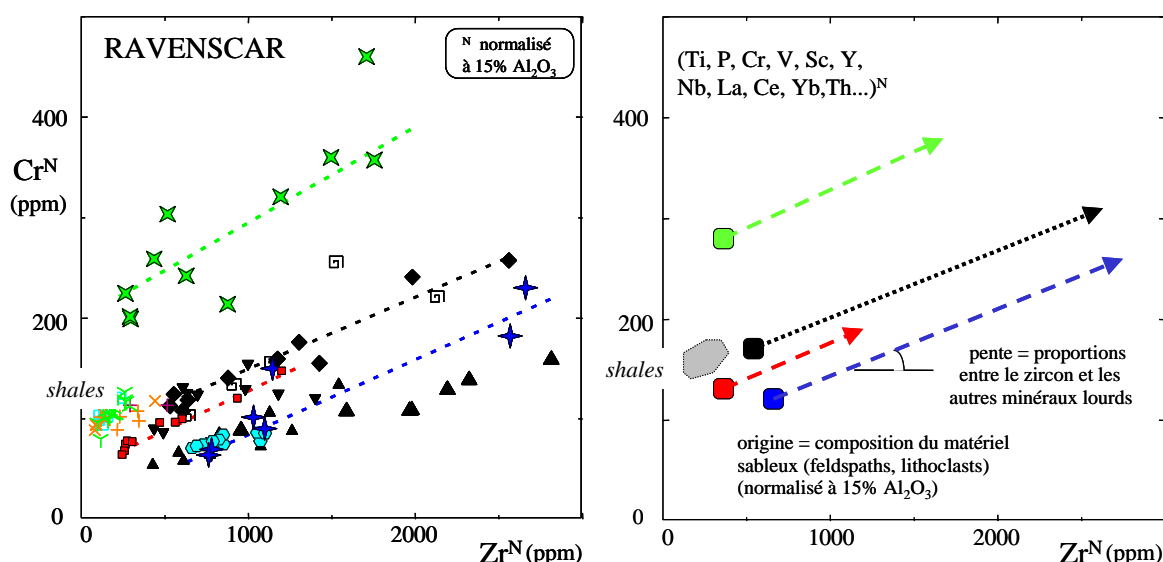 RAVENSCAR
ᴺ normalisé
à 15% Al₂O₃
400
Crᴺ
(ppm)
200
shales
0
0
1000
2000
Zrᴺ(ppm)
(Ti, P, Cr, V, Sc, Y,
Nb, La, Ce, Yb,Th...)ᴺ
400
200
shales
pente = proportions
entre le zircon et les
autres minéraux lourds
origine = composition du matériel
sableux (feldspaths, lithoclasts)
(normalisé à 15% Al₂O₃)
0
0
1000
2000
Zrᴺ(ppm)